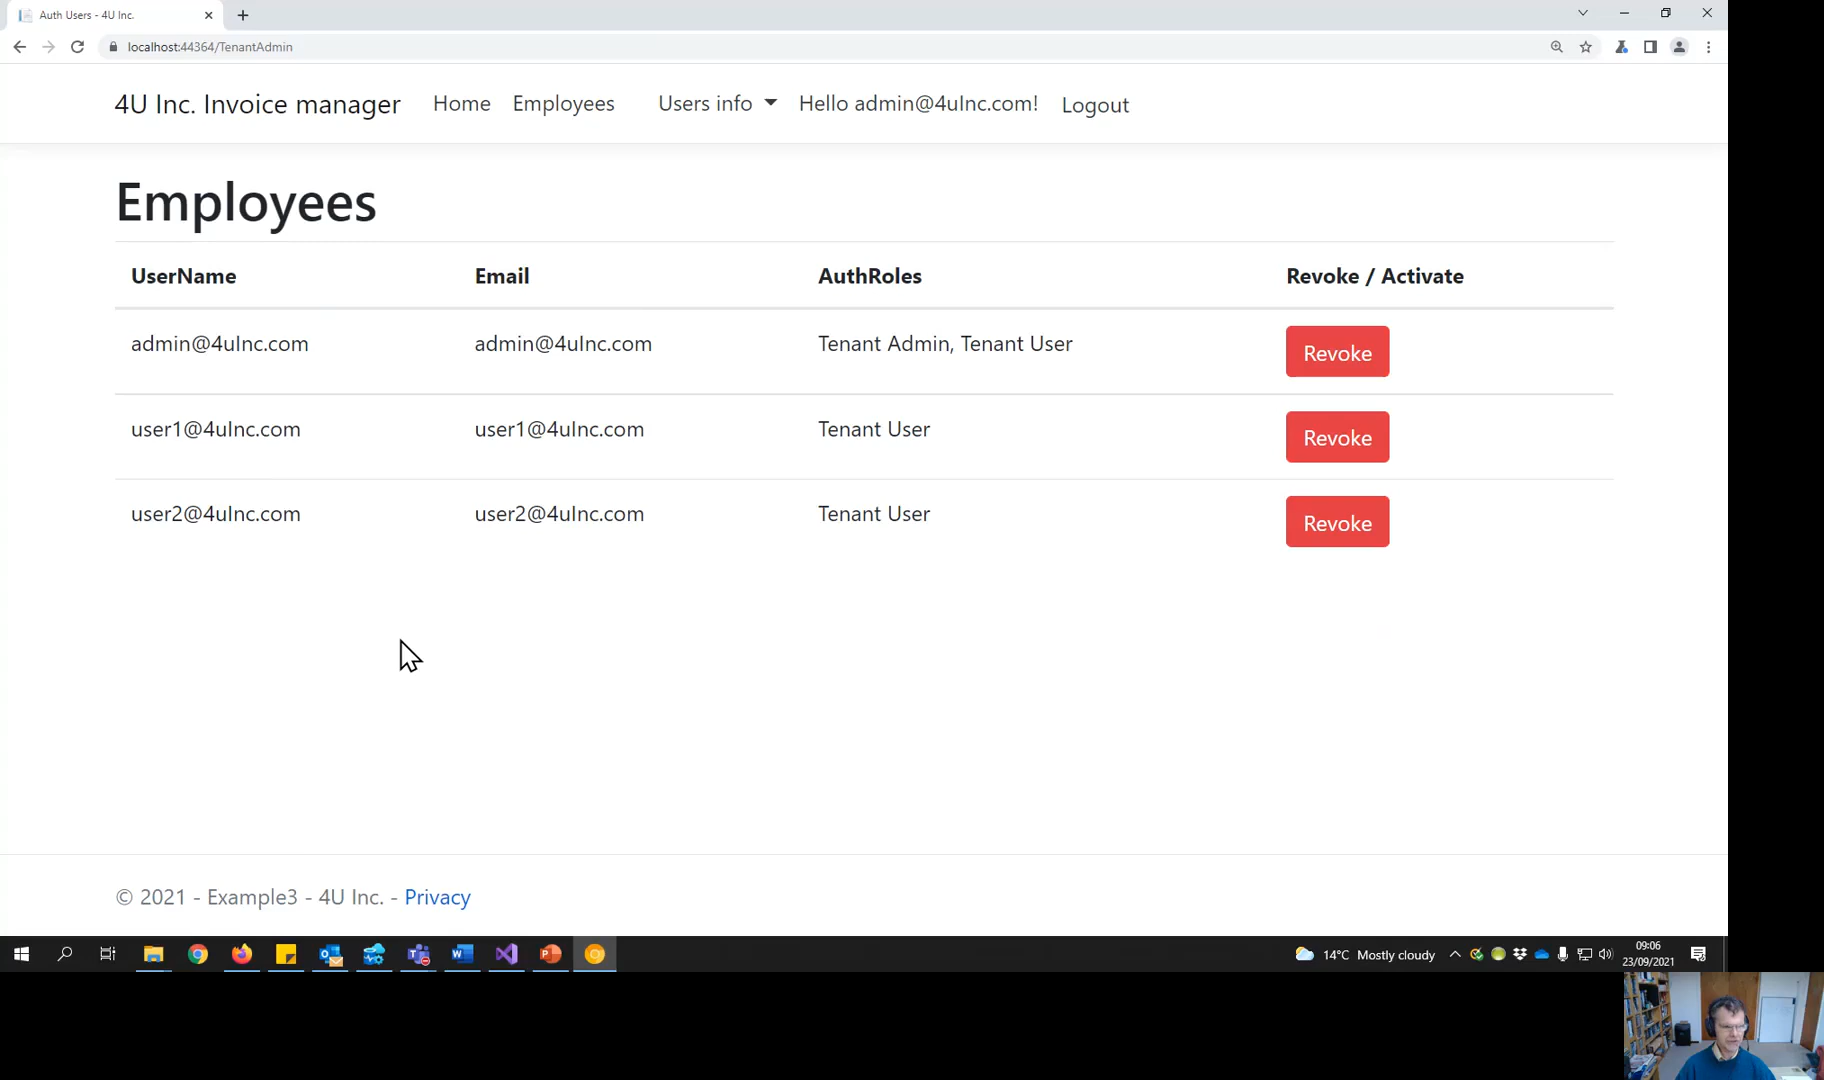 Auth Users - 4U Inc.
localhost:44364/TenantAdmin
4U Inc. Invoice manager Home Employees Users info Hello admin@4uInc.com! Logout
Employees
UserName Email AuthRoles Revoke / Activate
admin@4uInc.com admin@4uInc.com Tenant Admin, Tenant User Revoke
user1@4uInc.com user1@4uInc.com Tenant User Revoke
user2@4uInc.com user2@4uInc.com Tenant User Revoke
© 2021 - Example3 - 4U Inc. - Privacy
14°C Mostly cloudy
09:06
23/09/2021